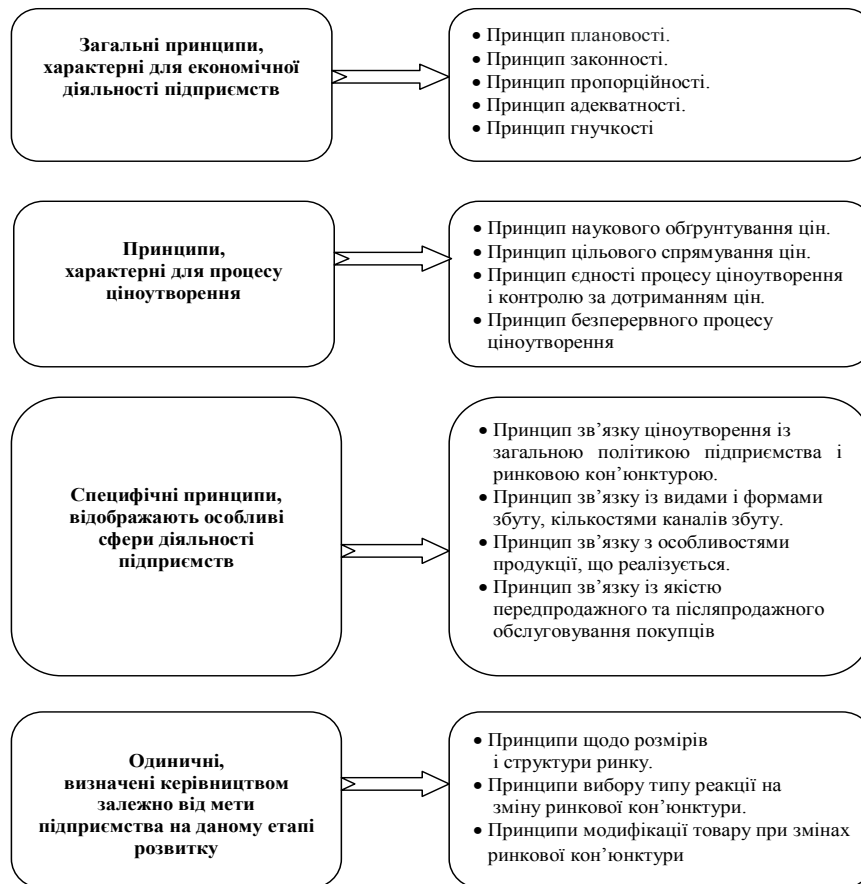 Загальні принципи,
характерні для економічної
діяльності підприємств
• Принцип плановості.
• Принцип законності.
• Принцип пропорційності.
• Принцип адекватності.
• Принцип гнучкості
Принципи,
характерні для процесу
ціноутворення
• Принцип наукового обґрунтування цін.
• Принцип цільового спрямування цін.
• Принцип єдності процесу ціноутворення
і контролю за дотриманням цін.
• Принцип безперервного процесу
ціноутворення
Специфічні принципи,
відображають особливі
сфери діяльності
підприємств
• Принцип зв’язку ціноутворення із
загальною політикою підприємства і
ринковою кон’юнктурою.
• Принцип зв’язку із видами і формами
збуту, кількостями каналів збуту.
• Принцип зв’язку з особливостями
продукції, що реалізується.
• Принцип зв’язку із якістю
передпродажного та післяпродажного
обслуговування покупців
Одиничні,
визначені керівництвом
залежно від мети
підприємства на даному етапі
розвитку
• Принципи щодо розмірів
і структури ринку.
• Принципи вибору типу реакції на
зміну ринкової кон’юнктури.
• Принципи модифікації товару при змінах
ринкової кон’юнктури